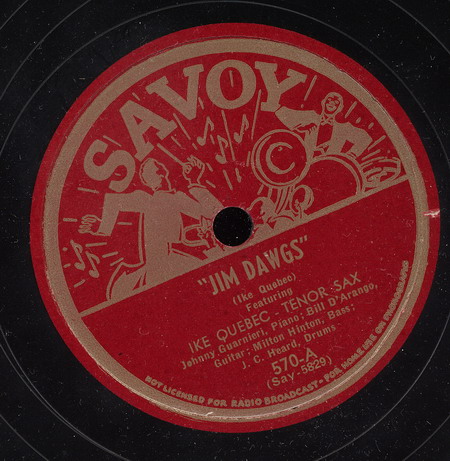 SAVOY
C
"JIM DAWGS"
(Ike Quebec)
Featuring
IKE QUEBEC - TENOR SAX
Johnny Guarnieri, Piano; Bill D'Arango,
Guitar; Milton Hinton, Bass;
J. C. Heard, Drums
570-A
(Say-5829)
NOT LICENSED FOR RADIO BROADCAST - FOR HOME USE ON PHONOGRAPHS